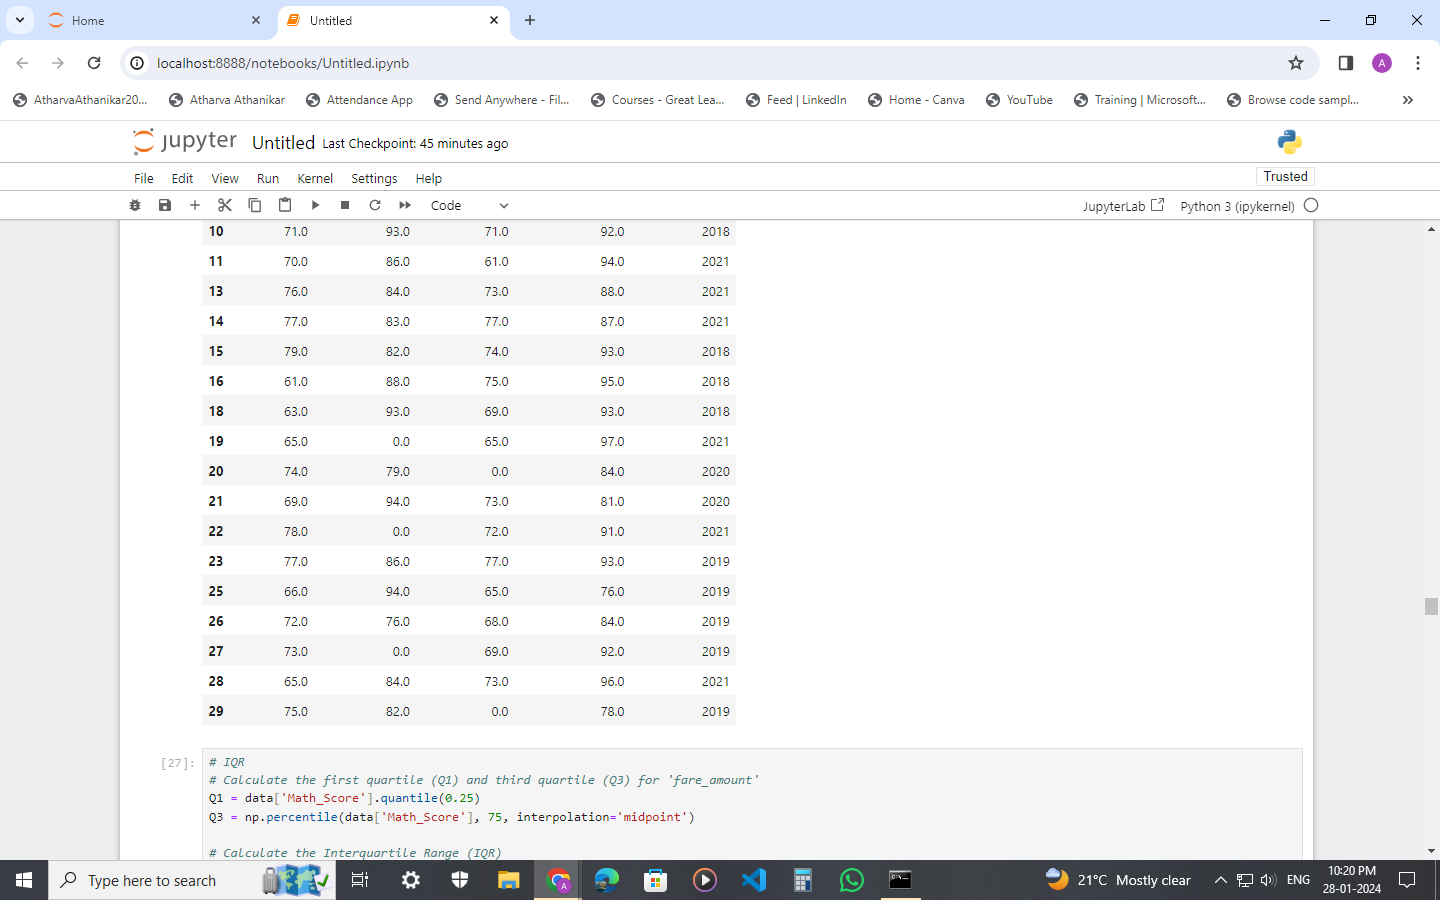 Home
Untitled
localhost:8888/notebooks/Untitled.ipynb
A
AtharvaAthanikar20... Atharva Athanikar Attendance App Send Anywhere - Fil... Courses - Great Lea... Feed | LinkedIn Home - Canva YouTube Training | Microsoft... Browse code sampl...
jupyter Untitled Last Checkpoint: 45 minutes ago
File Edit View Run Kernel Settings Help Trusted
Code JupyterLab Python 3 (ipykernel)
10 71.0 93.0 71.0 92.0 2018
11 70.0 86.0 61.0 94.0 2021
13 76.0 84.0 73.0 88.0 2021
14 77.0 83.0 77.0 87.0 2021
15 79.0 82.0 74.0 93.0 2018
16 61.0 88.0 75.0 95.0 2018
18 63.0 93.0 69.0 93.0 2018
19 65.0 0.0 65.0 97.0 2021
20 74.0 79.0 0.0 84.0 2020
21 69.0 94.0 73.0 81.0 2020
22 78.0 0.0 72.0 91.0 2021
23 77.0 86.0 77.0 93.0 2019
25 66.0 94.0 65.0 76.0 2019
26 72.0 76.0 68.0 84.0 2019
27 73.0 0.0 69.0 92.0 2019
28 65.0 84.0 73.0 96.0 2021
29 75.0 82.0 0.0 78.0 2019
[27]: # IQR
# Calculate the first quartile (Q1) and third quartile (Q3) for 'fare_amount'
Q1 = data['Math_Score'].quantile(0.25)
Q3 = np.percentile(data['Math_Score'], 75, interpolation='midpoint')
# Calculate the Interquartile Range (IQR)
Type here to search
A
21°C Mostly clear
ENG
10:20 PM
28-01-2024